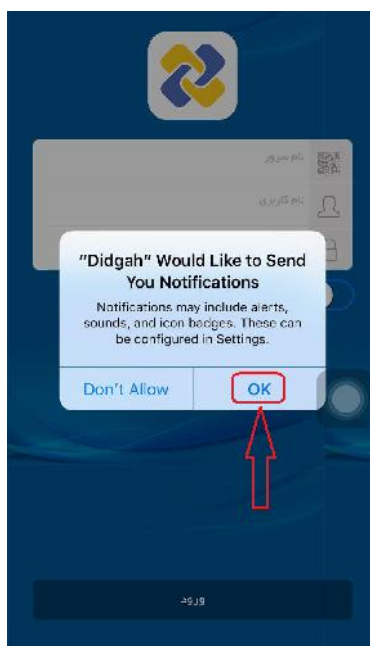 نام سرور
نام کاربری
"Didgah" Would Like to Send
You Notifications
Notifications may include alerts,
sounds, and icon badges. These can
be configured in Settings.
Don't Allow
OK
ورود